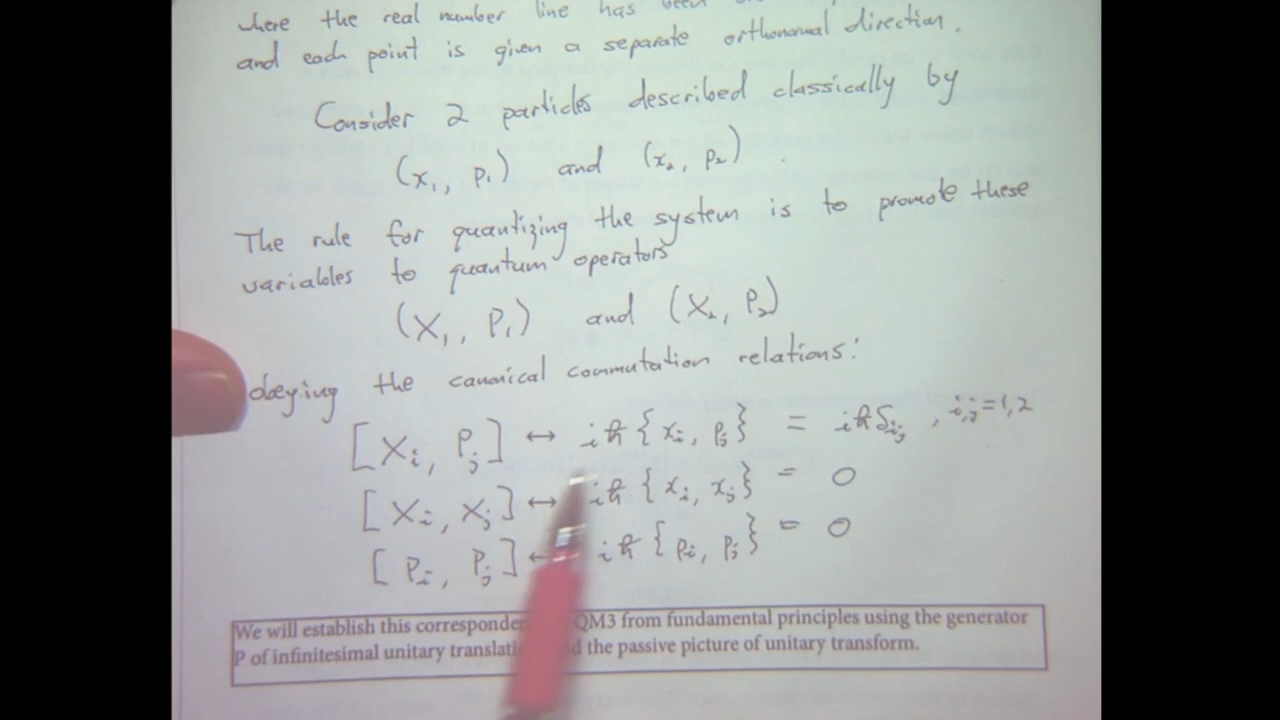 where the real number line has been
and each point is given a separate orthonormal direction.
Consider 2 particles described classically by
(x₁, p₁) and (x₂, p₂).
The rule for quantizing the system is to promote these
variables to quantum operators
(X₁, P₁) and (X₂, P₂)
obeying the canonical commutation relations:
[Xᵢ, Pⱼ] ↔ iħ{xᵢ, pⱼ} = iħδᵢⱼ, i,j=1,2
[Xᵢ, Xⱼ] ↔ iħ{xᵢ, xⱼ} = 0
[Pᵢ, Pⱼ] ↔ iħ{pᵢ, pⱼ} = 0
We will establish this QM3 from fundamental principles using the generator
P of infinitesimal unitary the passive picture of unitary transform.